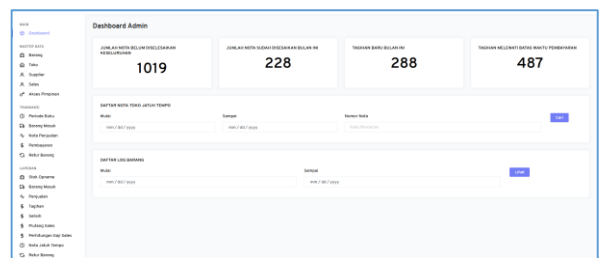 MAIN
Dashboard
MASTER DATA
Barang
Toko
Supplier
Sales
Akses Pimpinan
TRANSAKSI
Periode Buku
Barang Masuk
Nota Penjualan
Pembayaran
Retur Barang
LAPORAN
Stok Opname
Barang Masuk
Penjualan
Tagihan
Selisih
Piutang Sales
Perhitungan Gaji Sales
Nota Jatuh Tempo
Retur Barang
Dashboard Admin
JUMLAH NOTA BELUM DISELESAIKAN
KESELURUHAN
1019
JUMLAH NOTA SUDAH DISELESAIKAN BULAN INI
228
TAGIHAN BARU BULAN INI
288
TAGIHAN MELEWATI BATAS WAKTU PEMBAYARAN
487
DAFTAR NOTA TOKO JATUH TEMPO
Mulai
Sampai
Nomor Nota
mm / dd / yyyy
mm / dd / yyyy
Cari
DAFTAR LOG BARANG
Mulai
Sampai
mm / dd / yyyy
mm / dd / yyyy
Lihat